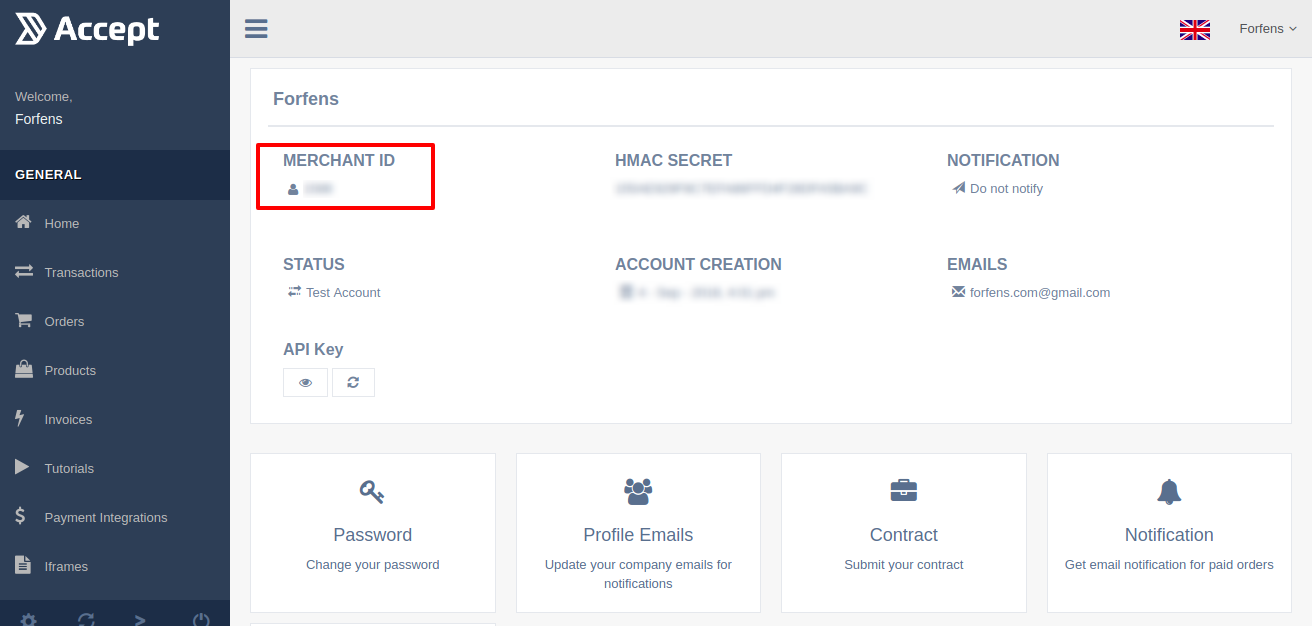 Accept
Forfens
Welcome,
Forfens
GENERAL
Home
Transactions
Orders
Products
Invoices
Tutorials
Payment Integrations
Iframes
Forfens
MERCHANT ID
HMAC SECRET
NOTIFICATION
Do not notify
STATUS
ACCOUNT CREATION
EMAILS
Test Account
forfens.com@gmail.com
API Key
Password
Change your password
Profile Emails
Update your company emails for
notifications
Contract
Submit your contract
Notification
Get email notification for paid orders